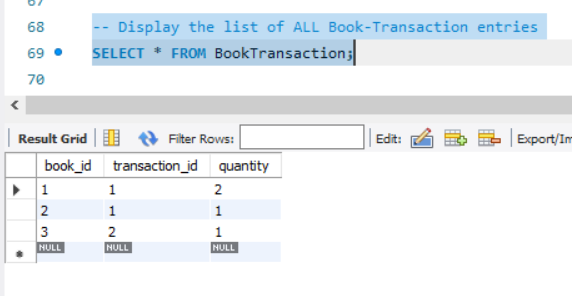 67
68 -- Display the list of ALL Book-Transaction entries
69 SELECT * FROM BookTransaction;
70
Result Grid Filter Rows: Edit: Export/Im
book_id transaction_id quantity
1 1 2
2 1 1
3 2 1
NULL NULL NULL